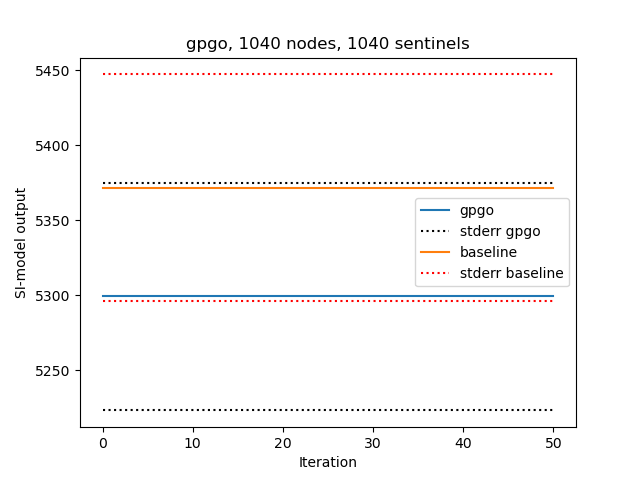 gpgo, 1040 nodes, 1040 sentinels
5450
5400
5350
5300
5250
SI-model output
gpgo
stderr gpgo
baseline
stderr baseline
0 10 20 30 40 50
Iteration